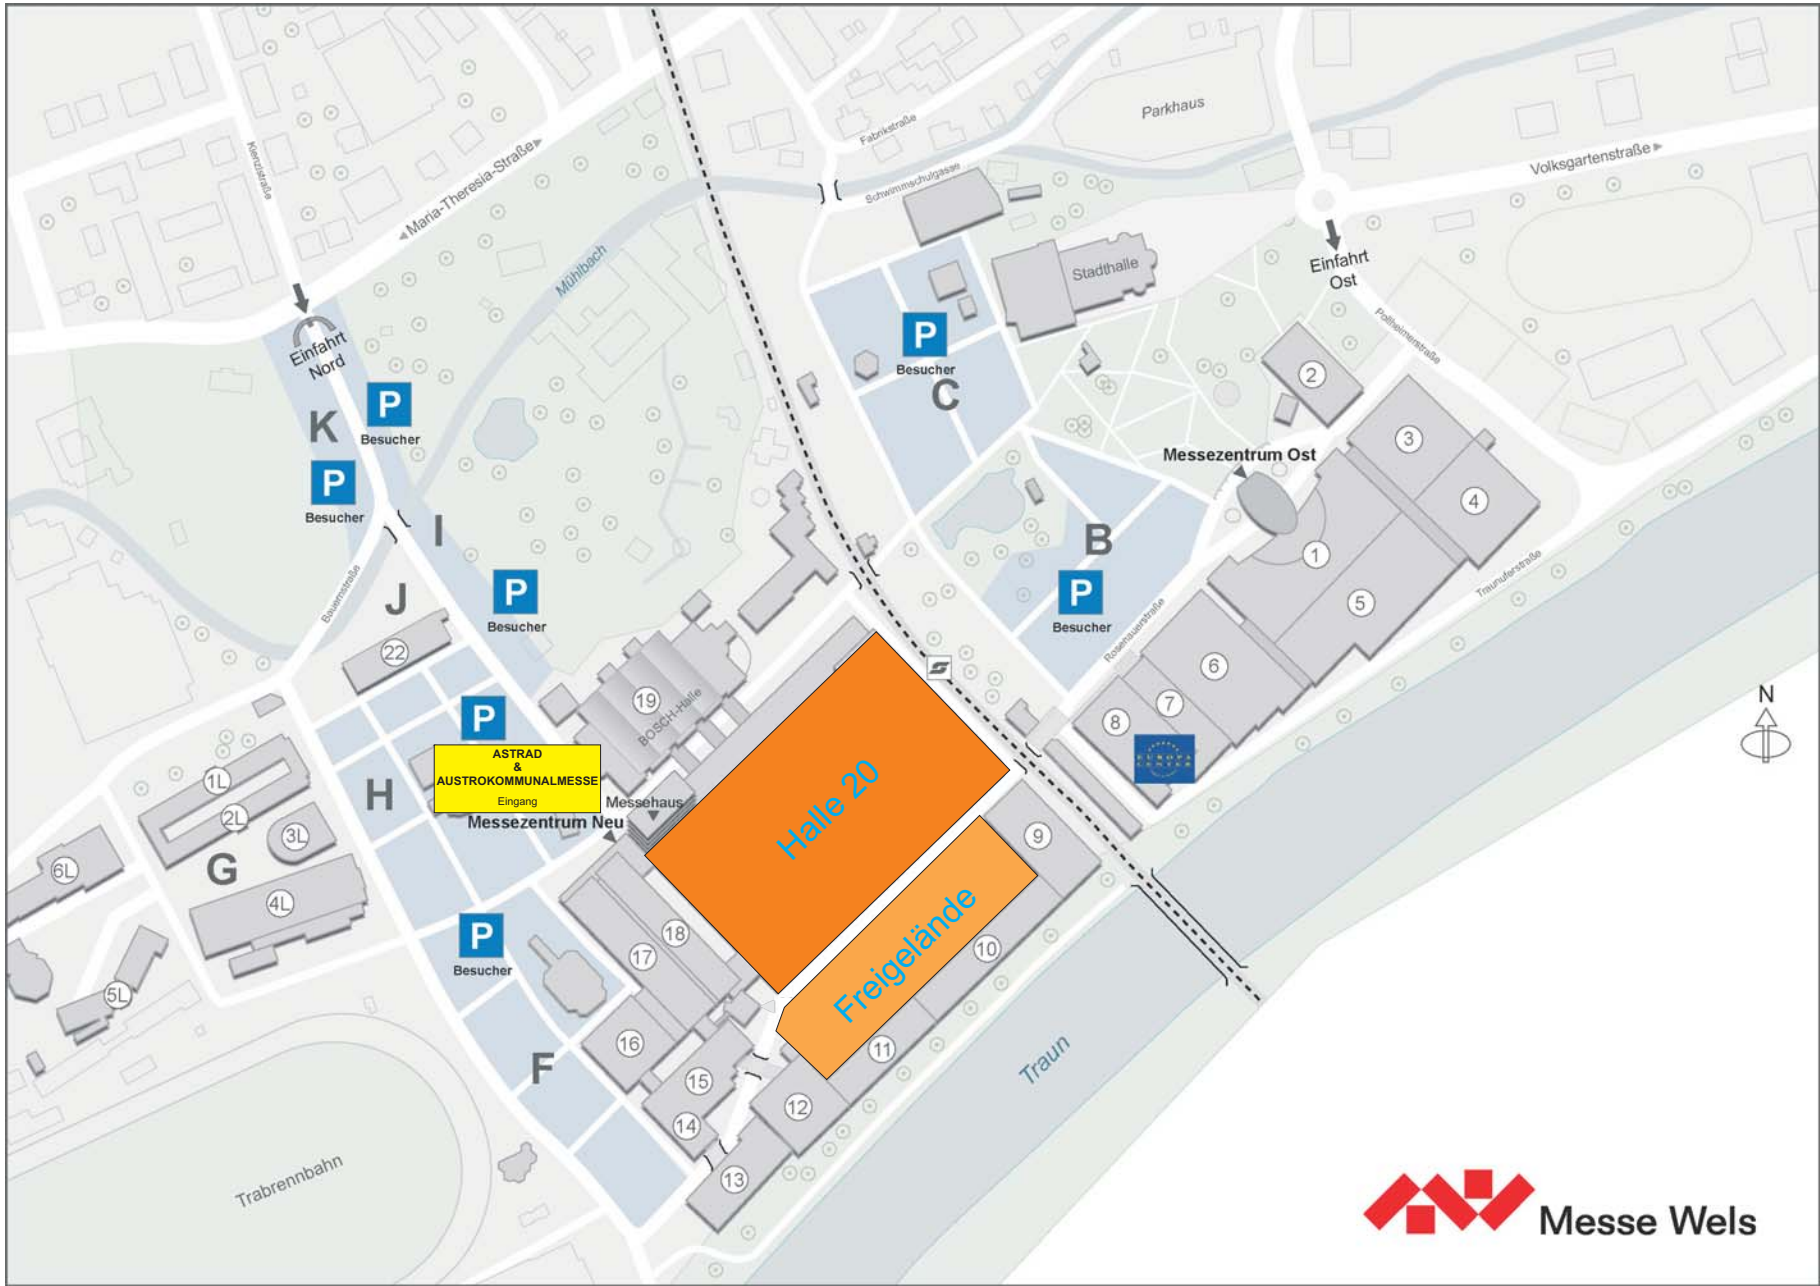 Parkhaus
Fabrikstraße
Schwimmschulgasse
Volksgartenstraße
Kienzlstraße
Maria-Theresia-Straße
Mühlbach
Stadthalle
Einfahrt
Ost
Pollheimerstraße
Einfahrt
Nord
P
Besucher
C
P
Besucher
K
P
Besucher
2
3
4
Messezentrum Ost
1
5
I
B
P
Besucher
P
Besucher
J
Bauernstraße
22
Traunuferstraße
Rosenauerstraße
6
7
8
EUROPA
CENTER
19
BOSCH-Halle
P
ASTRAD
&
AUSTROKOMMUNALMESSE
Eingang
Messehaus
Messezentrum Neu
H
Halle 20
N
9
1L
2L
3L
4L
5L
6L
G
P
Besucher
Freigelände
18
17
10
16
15
14
11
12
13
F
Traun
Trabrennbahn
Messe Wels